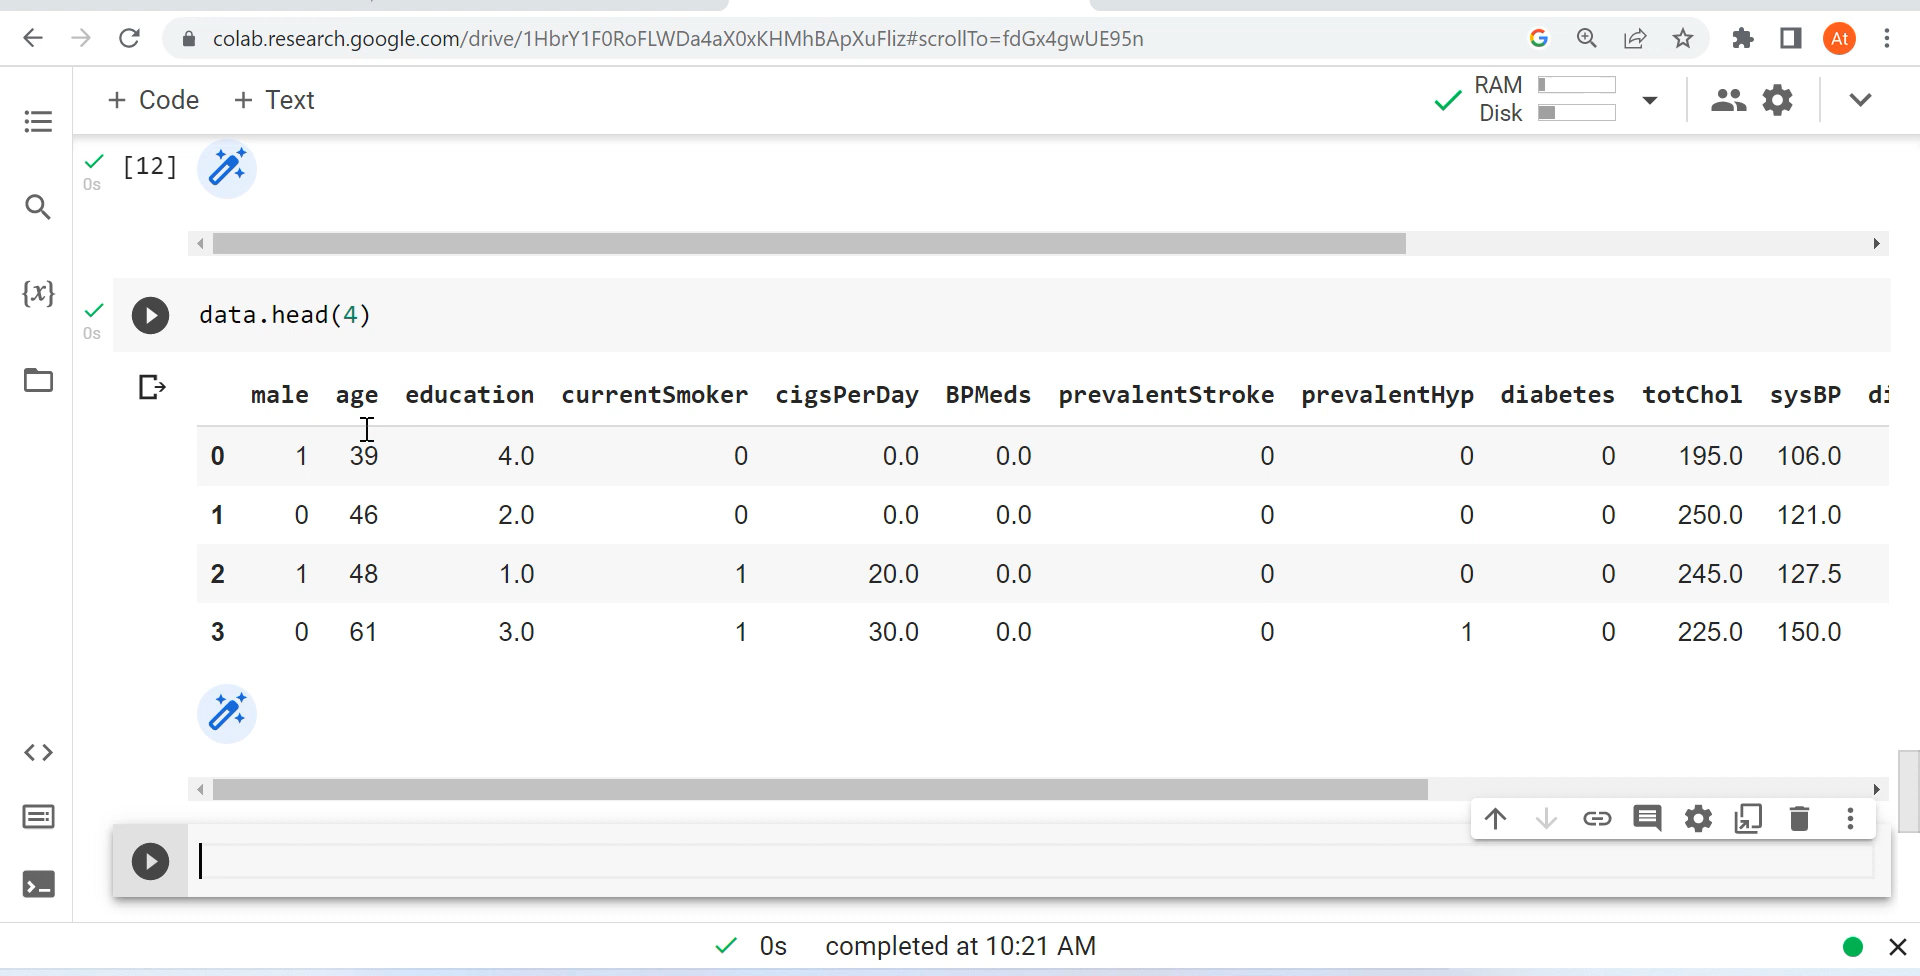 colab.research.google.com/drive/1HbrY1F0RoFLWDa4aX0xKHMhBApXuFliz#scrollTo=fdGx4gwUE95n
At
+ Code + Text
RAM
Disk
[12]
0s
{x}
data.head(4)
0s
male age education currentSmoker cigsPerDay BPMeds prevalentStroke prevalentHyp diabetes totChol sysBP di
0 1 39 4.0 0 0.0 0.0 0 0 0 195.0 106.0
1 0 46 2.0 0 0.0 0.0 0 0 0 250.0 121.0
2 1 48 1.0 1 20.0 0.0 0 0 0 245.0 127.5
3 0 61 3.0 1 30.0 0.0 0 1 0 225.0 150.0
0s completed at 10:21 AM